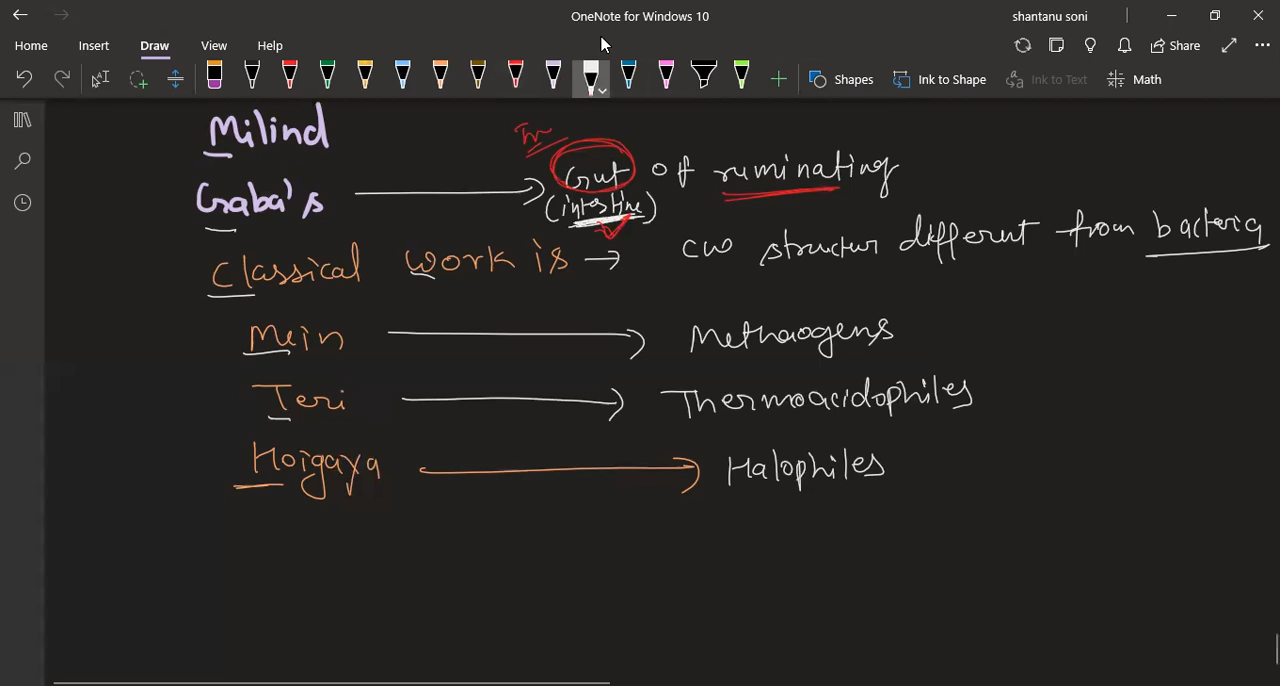 OneNote for Windows 10
shantanu soni
Home Insert Draw View Help
Share
Shapes Ink to Shape Ink to Text Math
Milind
Gaba's → Gut of ruminating
(intestine)
Classical work is → CW structur different from bacteria
Mein → Methaogens
Teri → Thermoacidophiles
Hoigaya → Halophiles